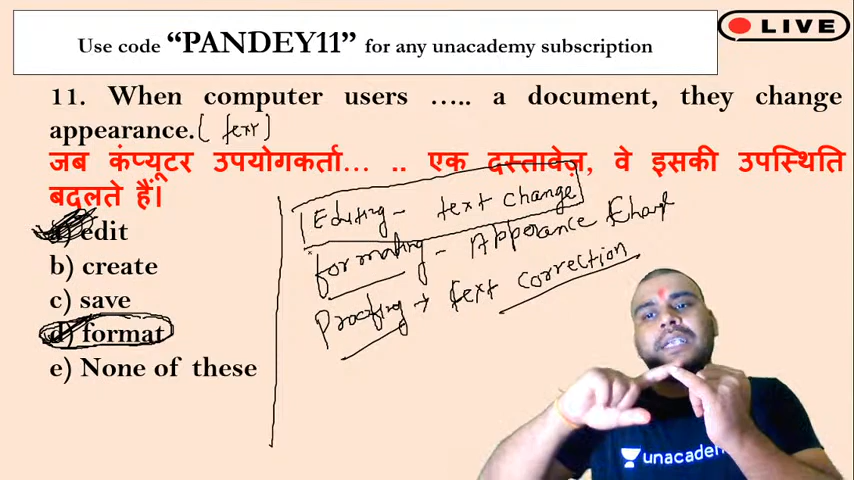 LIVE
Use code “PANDEY11” for any unacademy subscription
11. When computer users ….. a document, they change
appearance. ( text)
जब कंप्यूटर उपयोगकर्ता… .. एक दस्तावेज़, वे इसकी उपस्थिति
बदलते हैं।
a) edit
b) create
c) save
d) format
e) None of these
Editing - text change
formating - Apperance
Proofing → text correction
unacadem